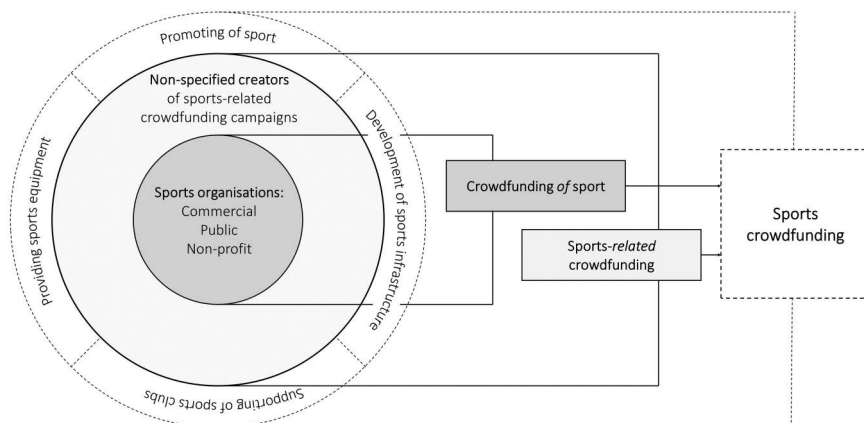 Promoting of sport
Non-specified creators
of sports-related
crowdfunding campaigns
Providing sports equipment
Development of sports infrastructure
Sports organisations:
Commercial
Public
Non-profit
Supporting of sports clubs
Crowdfunding of sport
Sports-related
crowdfunding
Sports
crowdfunding